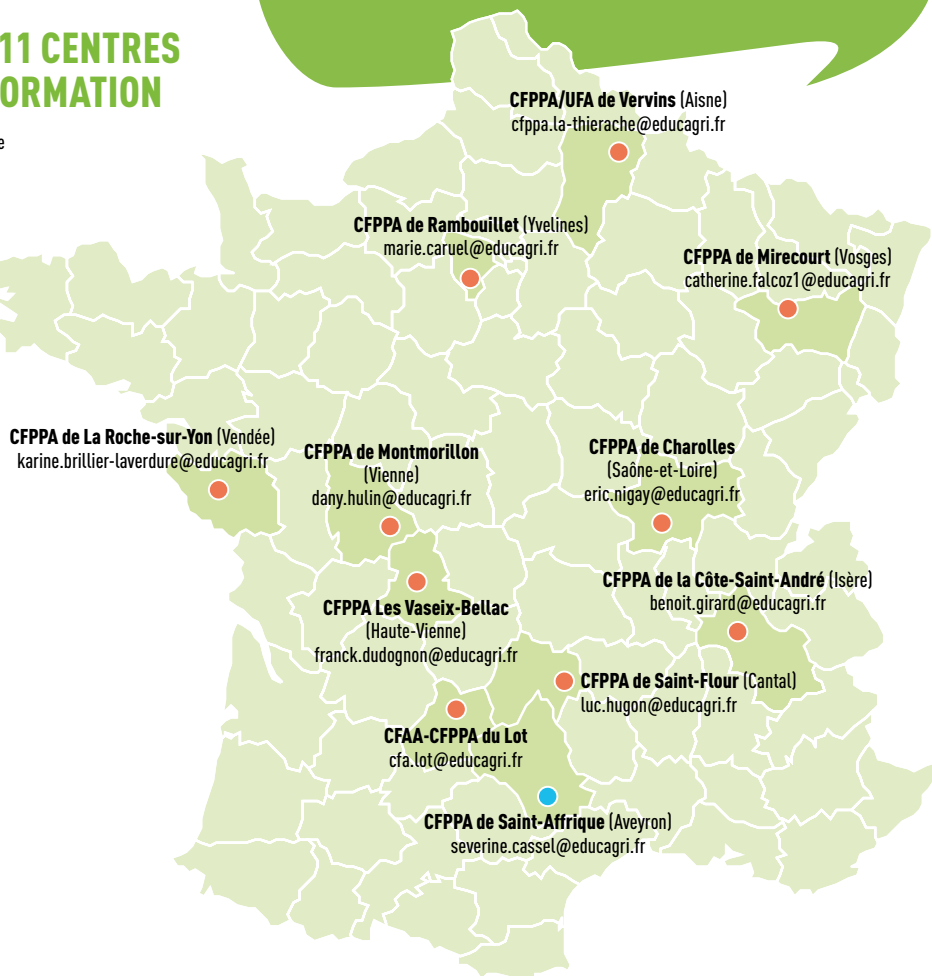 11 CENTRES
ORMATION
e
CFPPA/UFA de Vervins (Aisne)
cfppa.la-thierache@educagri.fr
CFPPA de Rambouillet (Yvelines)
marie.caruel@educagri.fr
CFPPA de Mirecourt (Vosges)
catherine.falcoz1@educagri.fr
CFPPA de La Roche-sur-Yon (Vendée)
karine.brillier-laverdure@educagri.fr
CFPPA de Montmorillon
(Vienne)
dany.hulin@educagri.fr
CFPPA de Charolles
(Saône-et-Loire)
eric.nigay@educagri.fr
CFPPA de la Côte-Saint-André (Isère)
benoit.girard@educagri.fr
CFPPA Les Vaseix-Bellac
(Haute-Vienne)
franck.dudognon@educagri.fr
CFPPA de Saint-Flour (Cantal)
luc.hugon@educagri.fr
CFAA-CFPPA du Lot
cfa.lot@educagri.fr
CFPPA de Saint-Affrique (Aveyron)
severine.cassel@educagri.fr